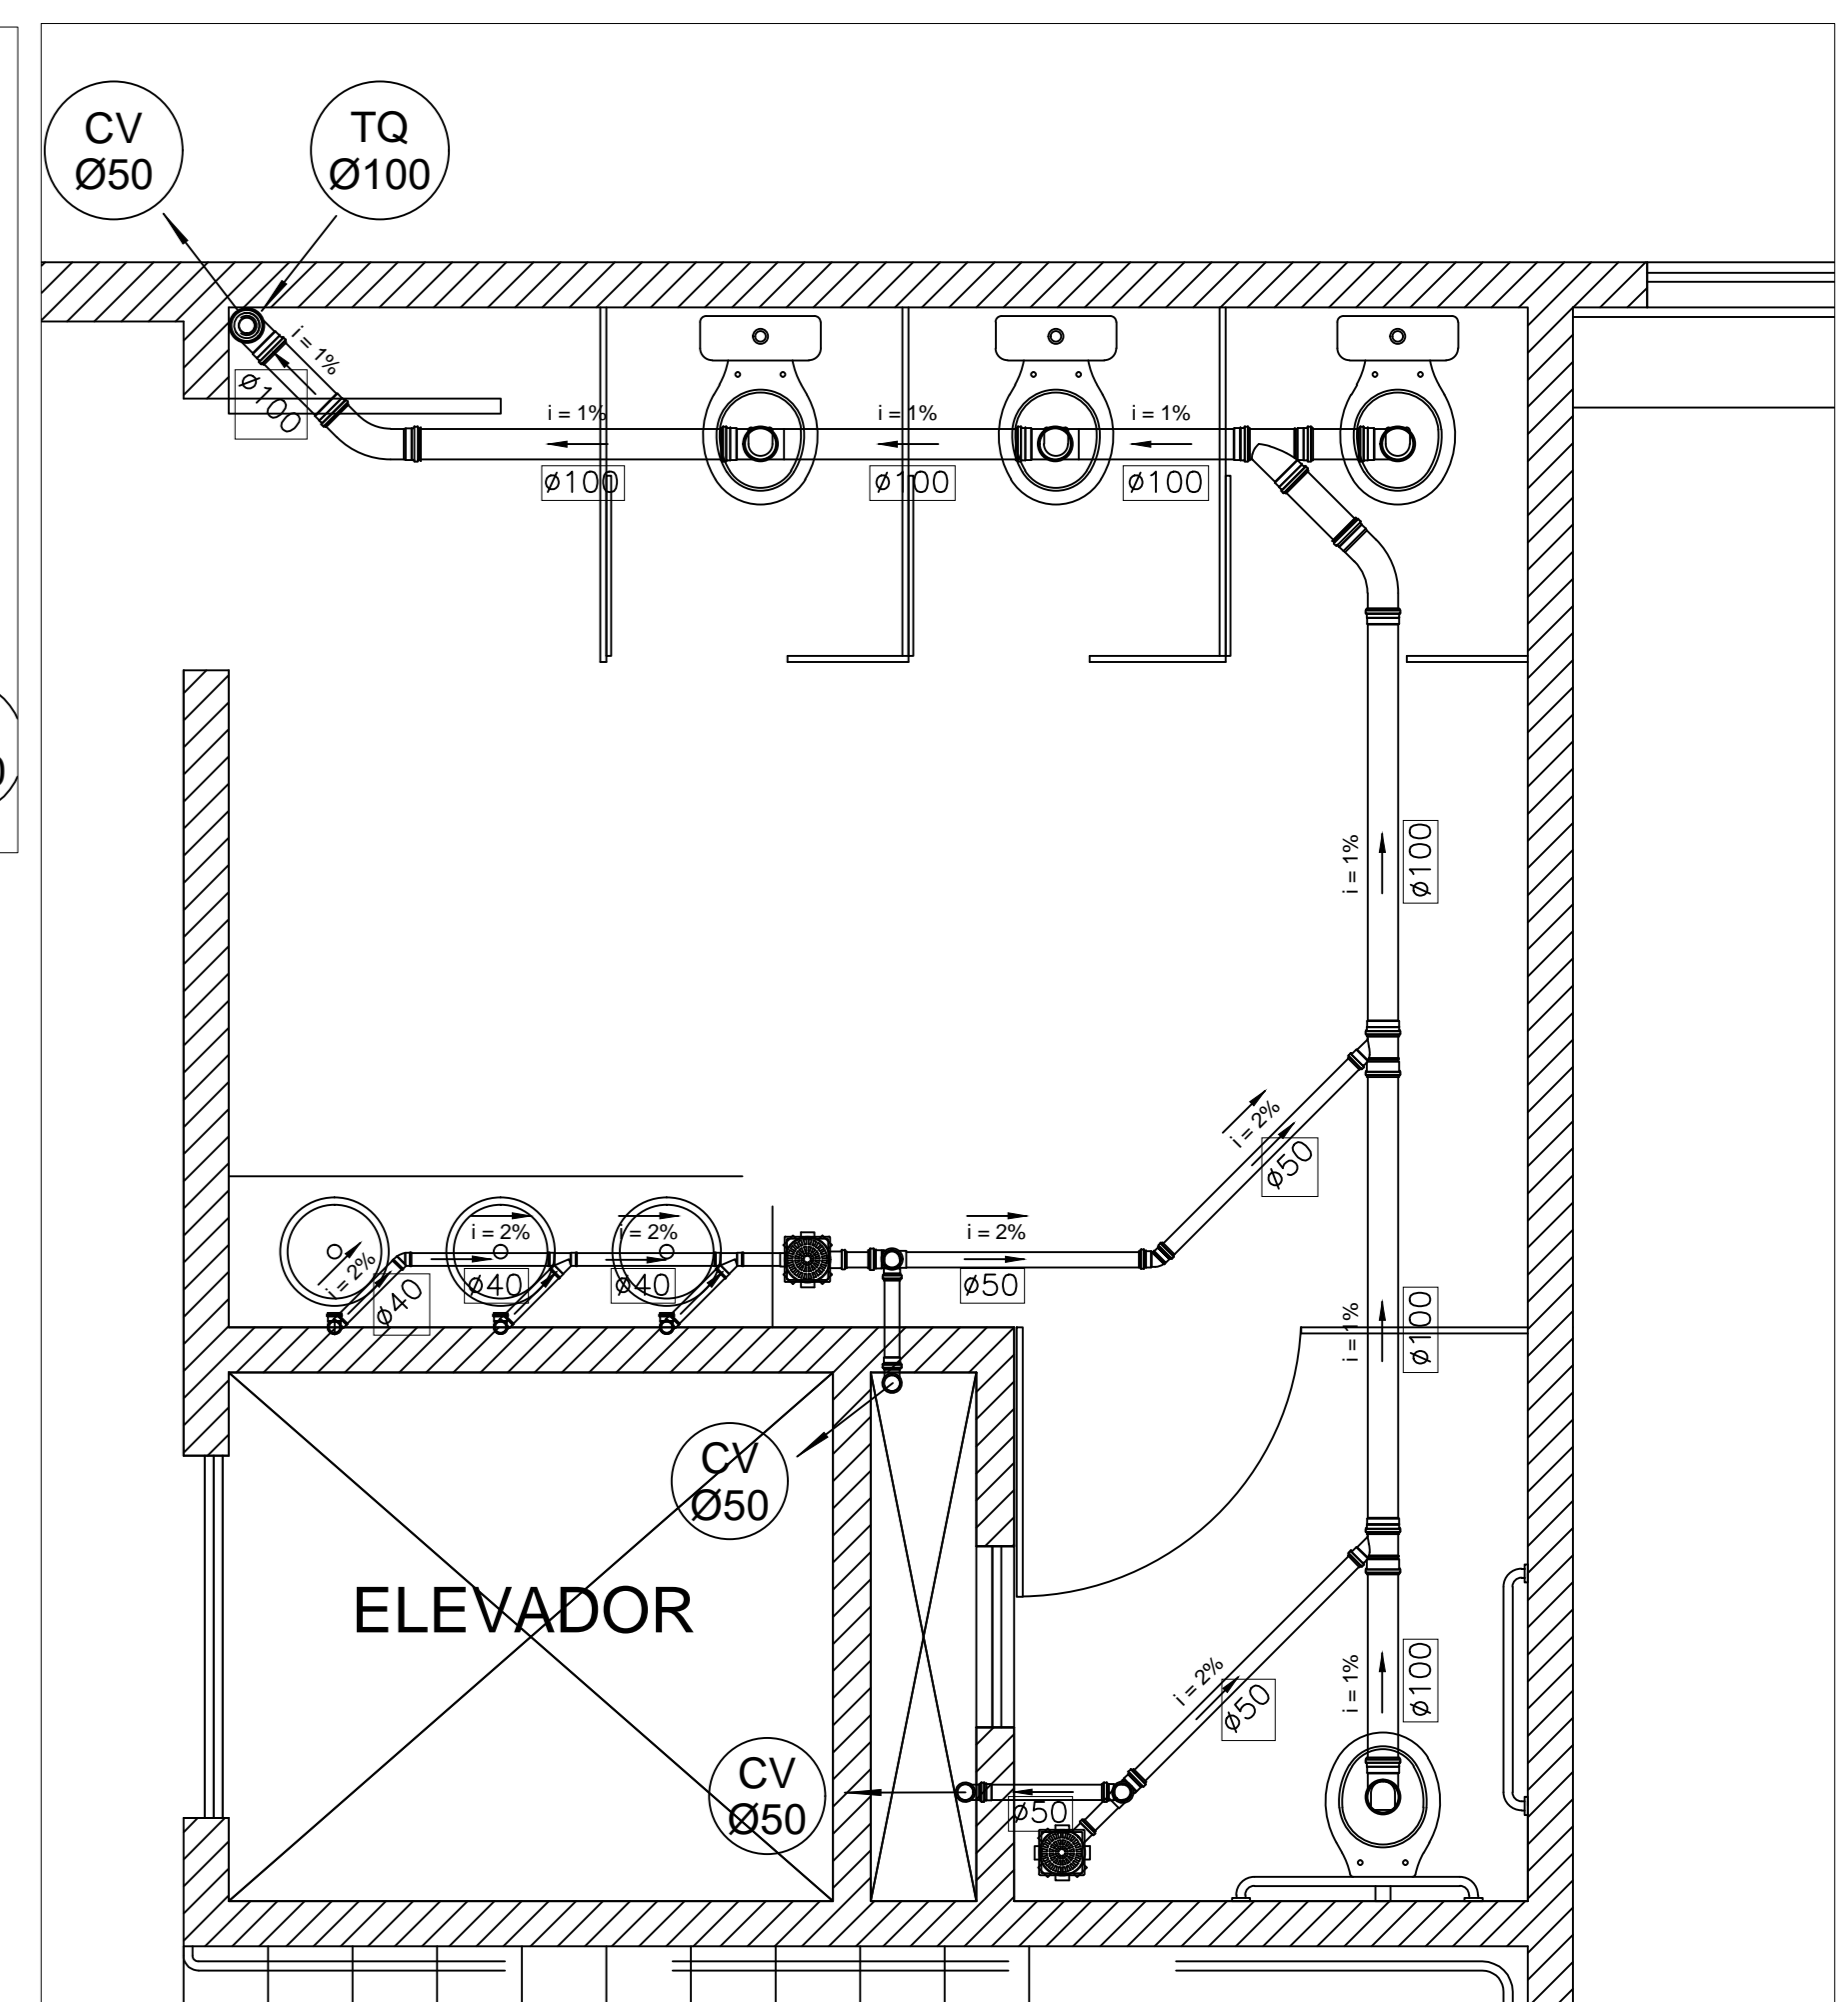 CV
Ø50
TQ
Ø100
i = 1%
ø100
i = 1%
i = 1%
i = 1%
ø100
ø100
ø100
i = 1%
ø100
i = 2%
ø50
i = 2%
i = 2%
i = 2%
i = 2%
ø40
ø40
ø40
ø50
i = 1%
ø100
CV
Ø50
ELEVADOR
i = 2%
ø50
i = 1%
ø100
CV
Ø50
ø50